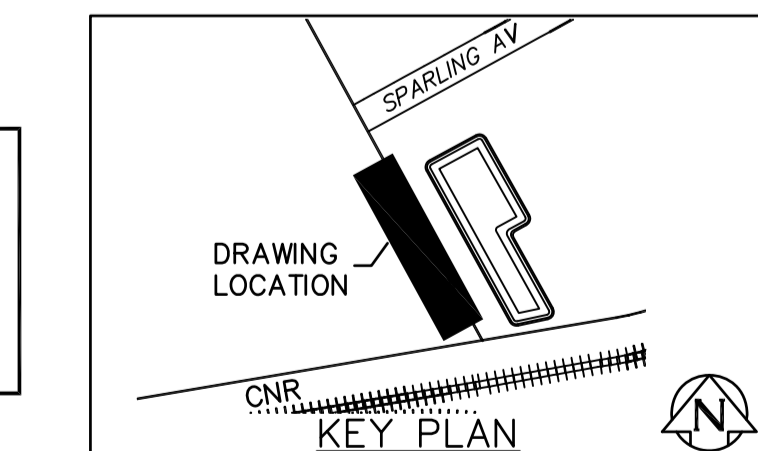 SPARLING AV
DRAWING
LOCATION
CNR
KEY PLAN
N